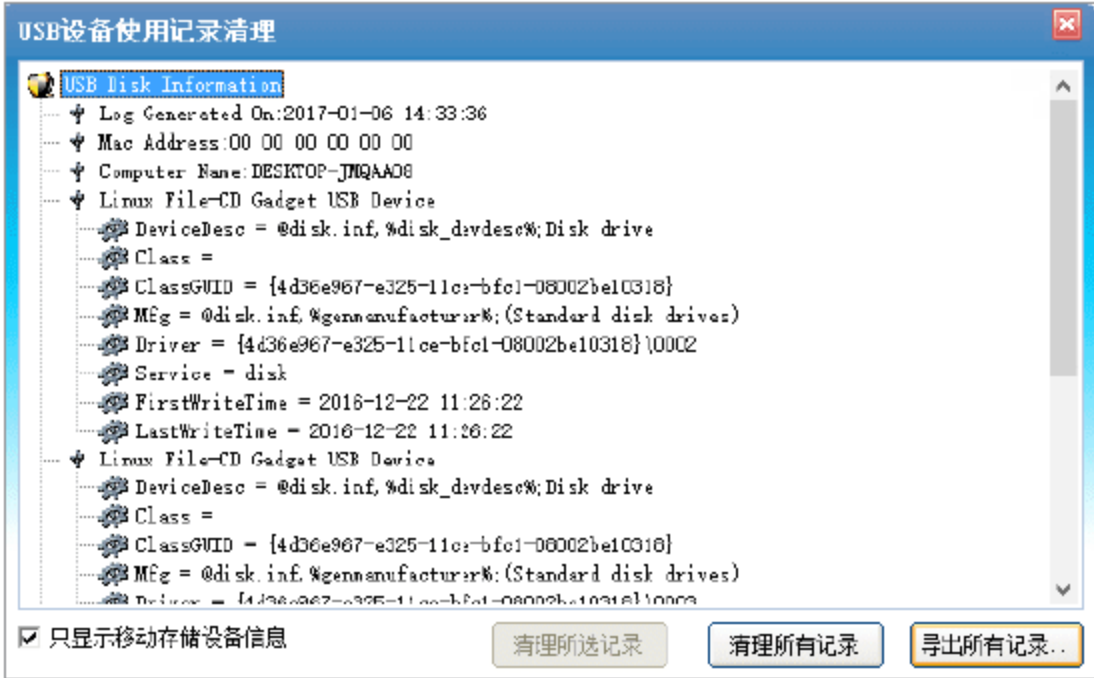 USB设备使用记录清理
USB Disk Information
Log Generated On:2017-01-06 14:33:36
Mac Address:00 00 00 00 00 00
Computer Name:DESKTOP-JMQAAO8
Linux File-CD Gadget USB Device
DeviceDesc = @disk.inf,%disk_devdesc%;Disk drive
Class =
ClassGUID = {4d36e967-e325-11ce-bfc1-08002be10318}
Mfg = @disk.inf,%genmanufacturer%;(Standard disk drives)
Driver = {4d36e967-e325-11ce-bfc1-08002be10318}\0002
Service = disk
FirstWriteTime = 2016-12-22 11:26:22
LastWriteTime = 2016-12-22 11:26:22
Linux File-CD Gadget USB Device
DeviceDesc = @disk.inf,%disk_devdesc%;Disk drive
Class =
ClassGUID = {4d36e967-e325-11ce-bfc1-08002be10318}
Mfg = @disk.inf,%genmanufacturer%;(Standard disk drives)
Driver = {4d36e967-e325-11ce-bfc1-08002be10318}\0003
只显示移动存储设备信息
清理所选记录
清理所有记录
导出所有记录..